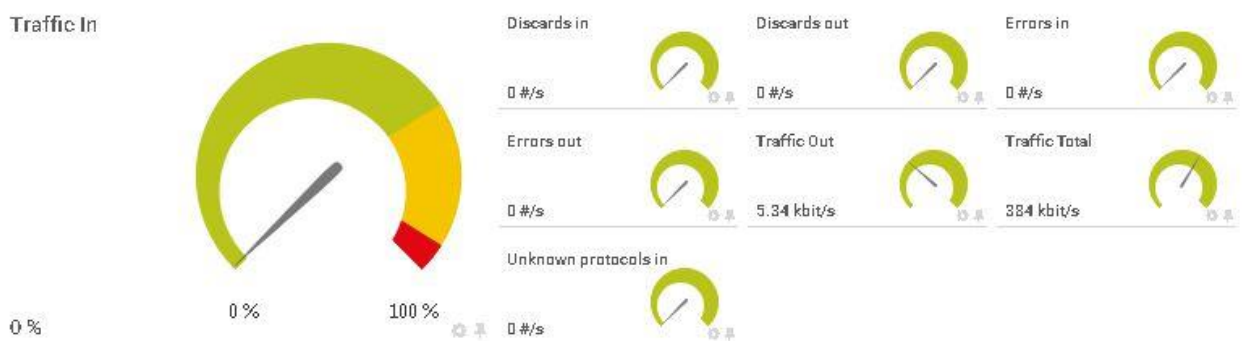 Traffic In
0 %
100 %
0 %
Discards in
0 #/s
Discards out
0 #/s
Errors in
0 #/s
Errors out
0 #/s
Traffic Out
5.34 kbit/s
Traffic Total
384 kbit/s
Unknown protocols in
0 #/s